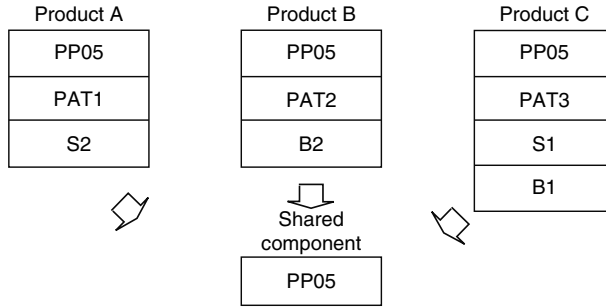 Product A
Product B
Product C
PP05
PP05
PP05
PAT1
PAT2
PAT3
S2
B2
S1
B1
Shared
component
PP05